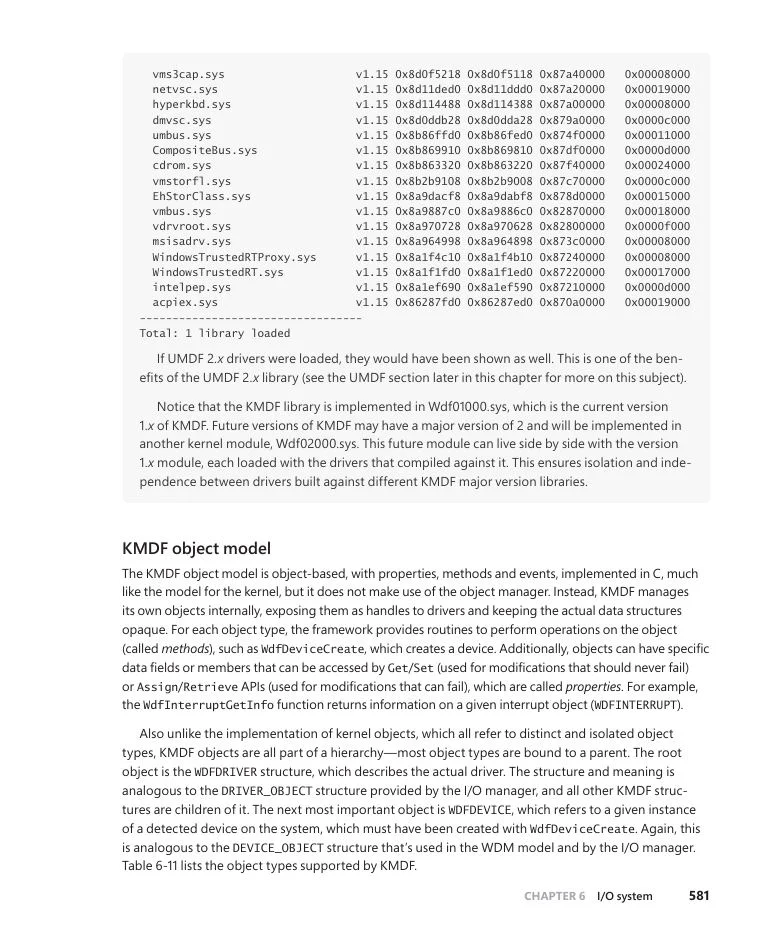 vms3cap.sys v1.15 0x8d0f5218 0x8d0f5118 0x87a40000 0x00008000
netvsc.sys v1.15 0x8d11ded0 0x8d11ddd0 0x87a20000 0x00019000
hyperkbd.sys v1.15 0x8d114488 0x8d114388 0x87a00000 0x00008000
dmvsc.sys v1.15 0x8d0ddb28 0x8d0dda28 0x879a0000 0x0000c000
umbus.sys v1.15 0x8b86ffd0 0x8b86fed0 0x874f0000 0x00011000
CompositeBus.sys v1.15 0x8b869910 0x8b869810 0x87df0000 0x0000d000
cdrom.sys v1.15 0x8b863320 0x8b863220 0x87f40000 0x00024000
vmstorfl.sys v1.15 0x8b2b9108 0x8b2b9008 0x87c70000 0x0000c000
EhStorClass.sys v1.15 0x8a9dacf8 0x8a9dabf8 0x878d0000 0x00015000
vmbus.sys v1.15 0x8a9887c0 0x8a9886c0 0x82870000 0x00018000
vdrvroot.sys v1.15 0x8a970728 0x8a970628 0x82800000 0x0000f000
msisadrv.sys v1.15 0x8a964998 0x8a964898 0x873c0000 0x00008000
WindowsTrustedRTProxy.sys v1.15 0x8a1f4c10 0x8a1f4b10 0x87240000 0x00008000
WindowsTrustedRT.sys v1.15 0x8a1f1fd0 0x8a1f1ed0 0x87220000 0x00017000
intelpep.sys v1.15 0x8a1ef690 0x8a1ef590 0x87210000 0x0000d000
acpiex.sys v1.15 0x86287fd0 0x86287ed0 0x870a0000 0x00019000
----------------------------------
Total: 1 library loaded
If UMDF 2.x drivers were loaded, they would have been shown as well. This is one of the ben-
efits of the UMDF 2.x library (see the UMDF section later in this chapter for more on this subject).
Notice that the KMDF library is implemented in Wdf01000.sys, which is the current version
1.x of KMDF. Future versions of KMDF may have a major version of 2 and will be implemented in
another kernel module, Wdf02000.sys. This future module can live side by side with the version
1.x module, each loaded with the drivers that compiled against it. This ensures isolation and inde-
pendence between drivers built against different KMDF major version libraries.
KMDF object model
The KMDF object model is object-based, with properties, methods and events, implemented in C, much
like the model for the kernel, but it does not make use of the object manager. Instead, KMDF manages
its own objects internally, exposing them as handles to drivers and keeping the actual data structures
opaque. For each object type, the framework provides routines to perform operations on the object
(called methods), such as WdfDeviceCreate, which creates a device. Additionally, objects can have specific
data fields or members that can be accessed by Get/Set (used for modifications that should never fail)
or Assign/Retrieve APIs (used for modifications that can fail), which are called properties. For example,
the WdfInterruptGetInfo function returns information on a given interrupt object (WDFINTERRUPT).
Also unlike the implementation of kernel objects, which all refer to distinct and isolated object
types, KMDF objects are all part of a hierarchy—most object types are bound to a parent. The root
object is the WDFDRIVER structure, which describes the actual driver. The structure and meaning is
analogous to the DRIVER_OBJECT structure provided by the I/O manager, and all other KMDF struc-
tures are children of it. The next most important object is WDFDEVICE, which refers to a given instance
of a detected device on the system, which must have been created with WdfDeviceCreate. Again, this
is analogous to the DEVICE_OBJECT structure that's used in the WDM model and by the I/O manager.
Table 6-11 lists the object types supported by KMDF.
CHAPTER 6 I/O system 581